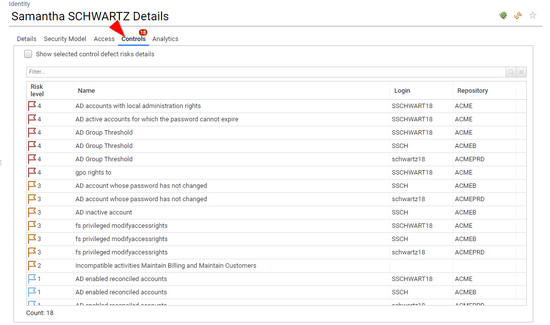 Identity
Samantha SCHWARTZ Details
Details Security Model Access Controls 18 Analytics
Show selected control defect risks details
Filter...
Risk level Name Login Repository
4 AD accounts with local administration rights SSCHWART18 ACME
4 AD active accounts for which the password cannot expire SSCHWART18 ACME
4 AD Group Threshold SSCHWART18 ACME
4 AD Group Threshold SSCH ACMEB
4 AD Group Threshold schwartz18 ACMEPRD
4 gpo rights to SSCHWART18 ACME
3 AD account whose password has not changed SSCH ACMEB
3 AD account whose password has not changed schwartz18 ACMEPRD
3 AD inactive account SSCH ACMEB
3 fs privileged modifyaccessrights SSCHWART18 ACME
3 fs privileged modifyaccessrights SSCH ACMEB
3 fs privileged modifyaccessrights schwartz18 ACMEPRD
2 Incompatible activities Maintain Billing and Maintain Customers
1 AD enabled reconciled accounts SSCHWART18 ACME
1 AD enabled reconciled accounts SSCH ACMEB
1 AD enabled reconciled accounts schwartz18 ACMEPRD
Count: 18